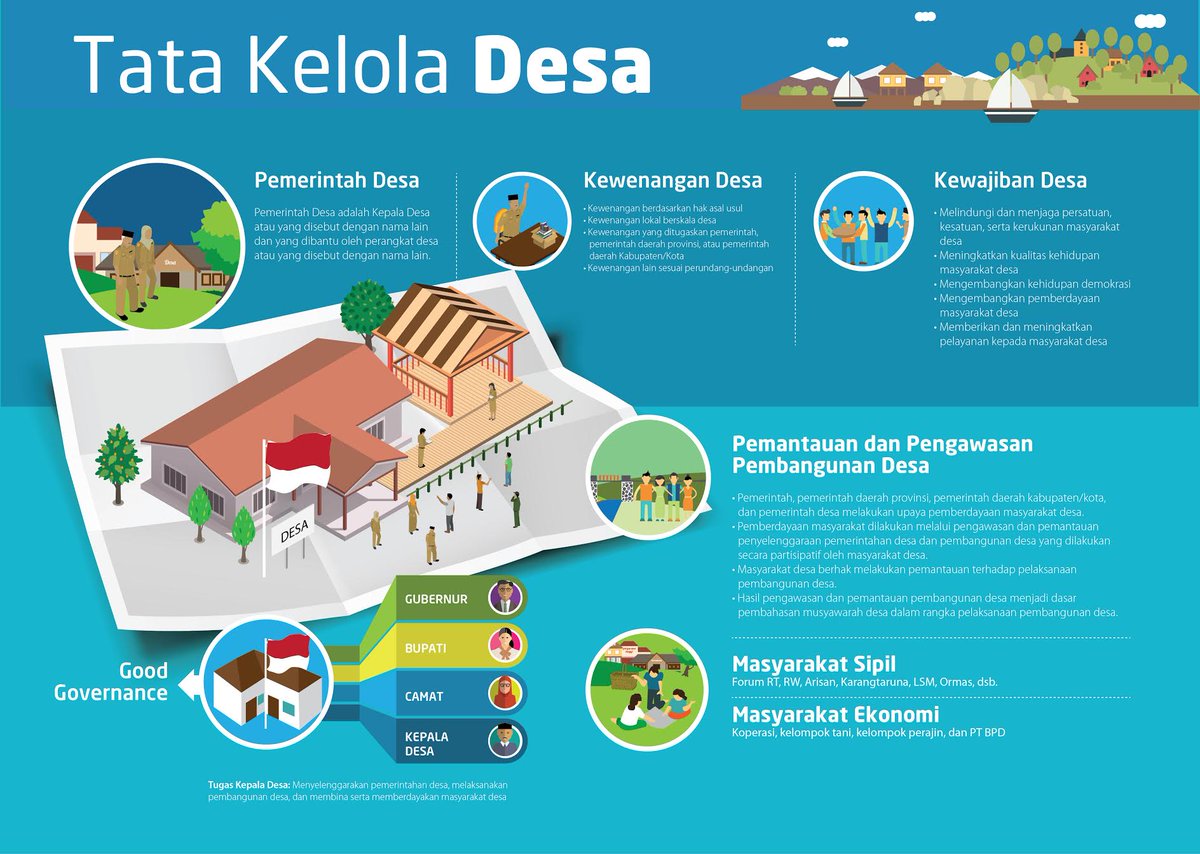 Tata Kelola Desa
Pemerintah Desa
Pemerintah Desa adalah Kepala Desa
atau yang disebut dengan nama lain
dan yang dibantu oleh perangkat desa
atau yang disebut dengan nama lain.
Desa
Kewenangan Desa
• Kewenangan berdasarkan hak asal usul
• Kewenangan lokal berskala desa
• Kewenangan yang ditugaskan pemerintah,
pemerintah daerah provinsi, atau pemerintah
daerah Kabupaten/Kota
• Kewenangan lain sesuai perundang-undangan
Kewajiban Desa
• Melindungi dan menjaga persatuan,
kesatuan, serta kerukunan masyarakat
desa
• Meningkatkan kualitas kehidupan
masyarakat desa
• Mengembangkan kehidupan demokrasi
• Mengembangkan pemberdayaan
masyarakat desa
• Memberikan dan meningkatkan
pelayanan kepada masyarakat desa
DESA
Pemantauan dan Pengawasan
Pembangunan Desa
• Pemerintah, pemerintah daerah provinsi, pemerintah daerah kabupaten/kota,
dan pemerintah desa melakukan upaya pemberdayaan masyarakat desa.
• Pemberdayaan masyarakat dilakukan melalui pengawasan dan pemantauan
penyelenggaraan pemerintahan desa dan pembangunan desa yang dilakukan
secara partisipatif oleh masyarakat desa.
• Masyarakat desa berhak melakukan pemantauan terhadap pelaksanaan
pembangunan desa.
• Hasil pengawasan dan pemantauan pembangunan desa menjadi dasar
pembahasan musyawarah desa dalam rangka pelaksanaan pembangunan desa.
Good
Governance
GUBERNUR
BUPATI
CAMAT
KEPALA
DESA
Tugas Kepala Desa: Menyelenggarakan pemerintahan desa, melaksanakan
pembangunan desa, dan membina serta memberdayakan masyarakat desa
Masyarakat Sipil
Forum RT, RW, Arisan, Karangtaruna, LSM, Ormas, dsb.
Masyarakat Ekonomi
Koperasi, kelompok tani, kelompok perajin, dan PT BPD